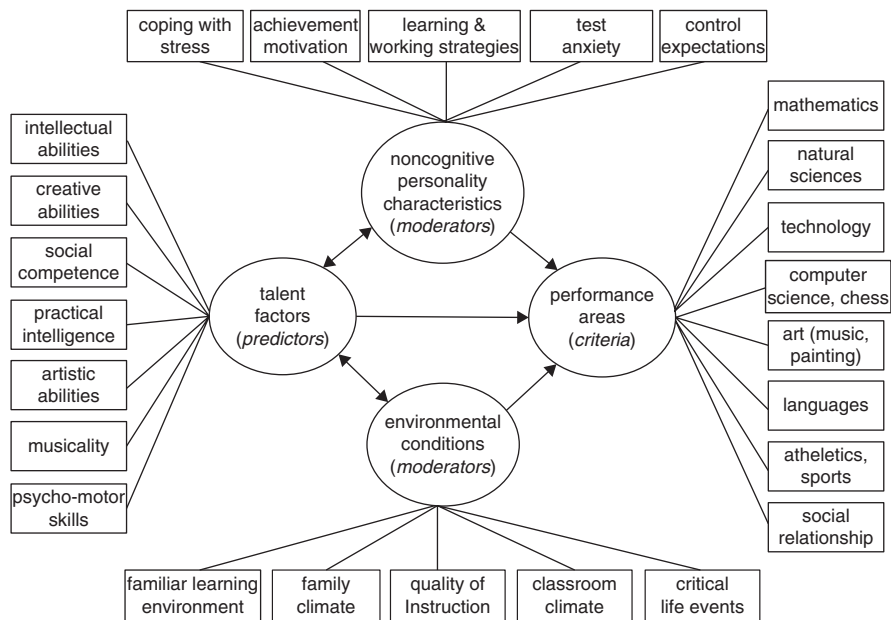 coping with
stress
achievement
motivation
learning &
working strategies
test
anxiety
control
expectations
intellectual
abilities
creative
abilities
social
competence
practical
intelligence
artistic
abilities
musicality
psycho-motor
skills
noncognitive
personality
characteristics
(moderators)
talent
factors
(predictors)
performance
areas
(criteria)
environmental
conditions
(moderators)
mathematics
natural
sciences
technology
computer
science, chess
art (music,
painting)
languages
atheletics,
sports
social
relationship
familiar learning
environment
family
climate
quality of
Instruction
classroom
climate
critical
life events